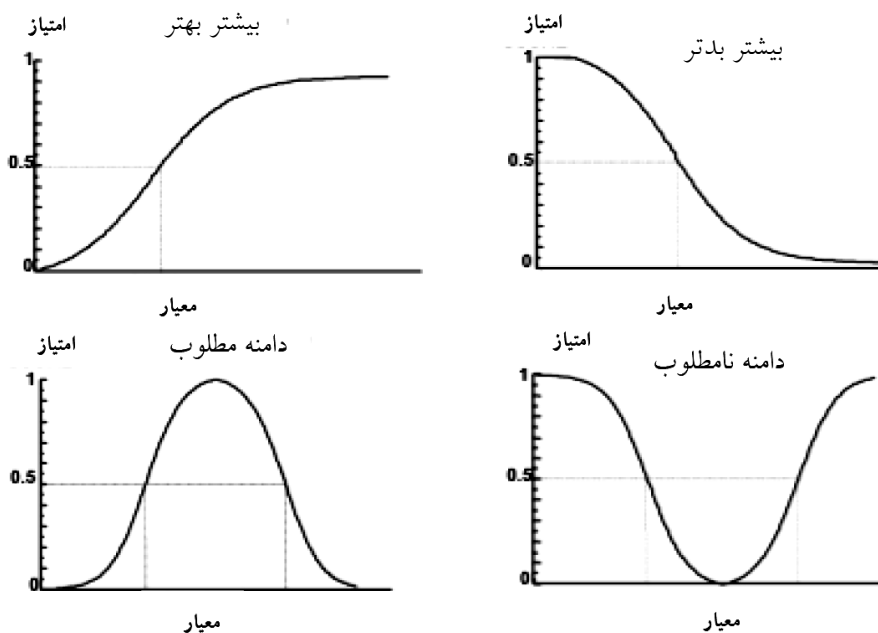 امتیاز
بیشتر بهتر
1
0.5
0
معیار
امتیاز
بیشتر بدتر
1
0.5
0
معیار
امتیاز
دامنه مطلوب
1
0.5
0
معیار
امتیاز
دامنه نامطلوب
1
0.5
0
معیار